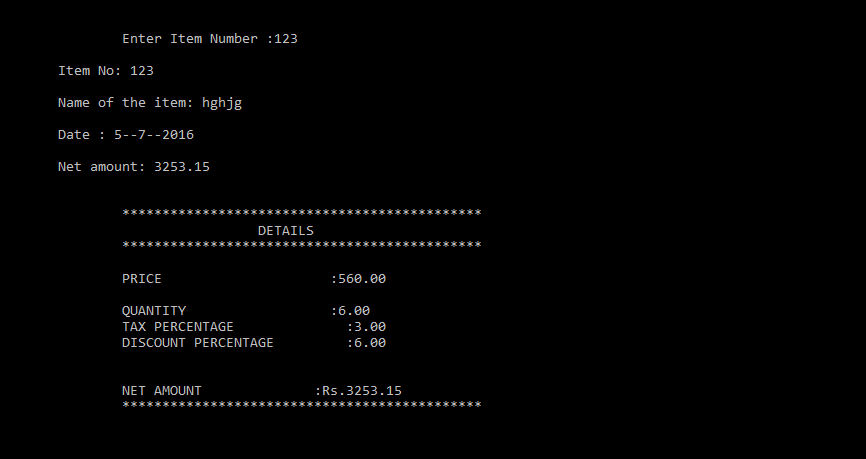 Enter Item Number :123
Item No: 123
Name of the item: hghjg
Date : 5--7--2016
Net amount: 3253.15
*********************************************
DETAILS
*********************************************
PRICE :560.00
QUANTITY :6.00
TAX PERCENTAGE :3.00
DISCOUNT PERCENTAGE :6.00
NET AMOUNT :Rs.3253.15
*********************************************